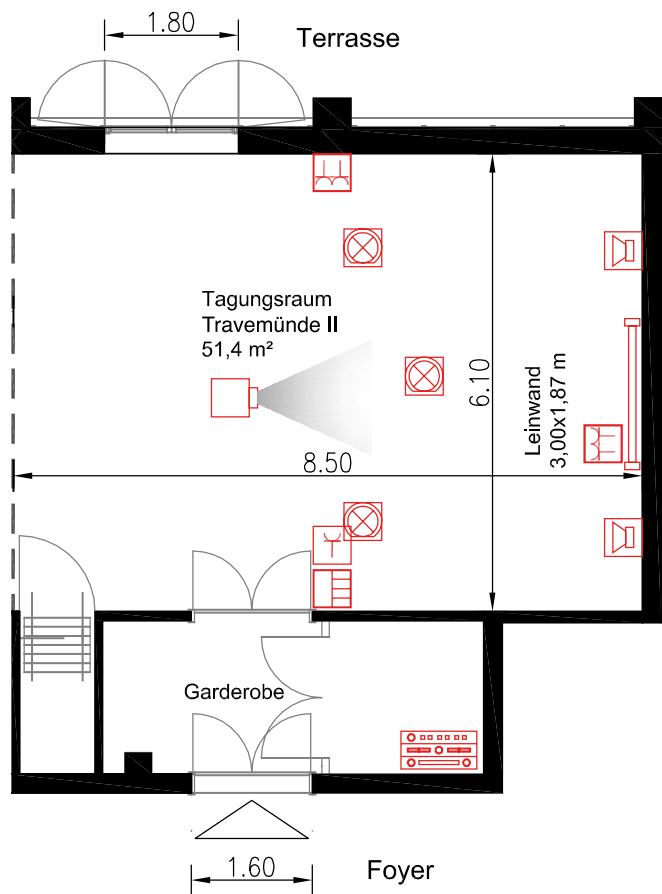 1.80
Terrasse
Tagungsraum
Travemünde II
51,4 m²
6.10
Leinwand
3,00x1,87 m
8.50
Garderobe
1.60
Foyer